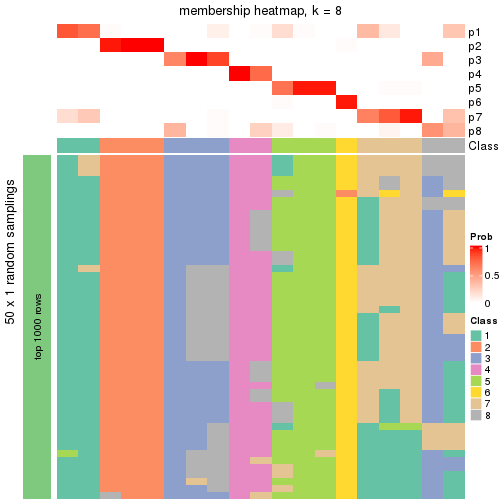 membership heatmap, k = 8
p1
p2
p3
p4
p5
p6
p7
p8
Class
50 x 1 random samplings
top 1000 rows
Prob
1
0.5
0
Class
1
2
3
4
5
6
7
8